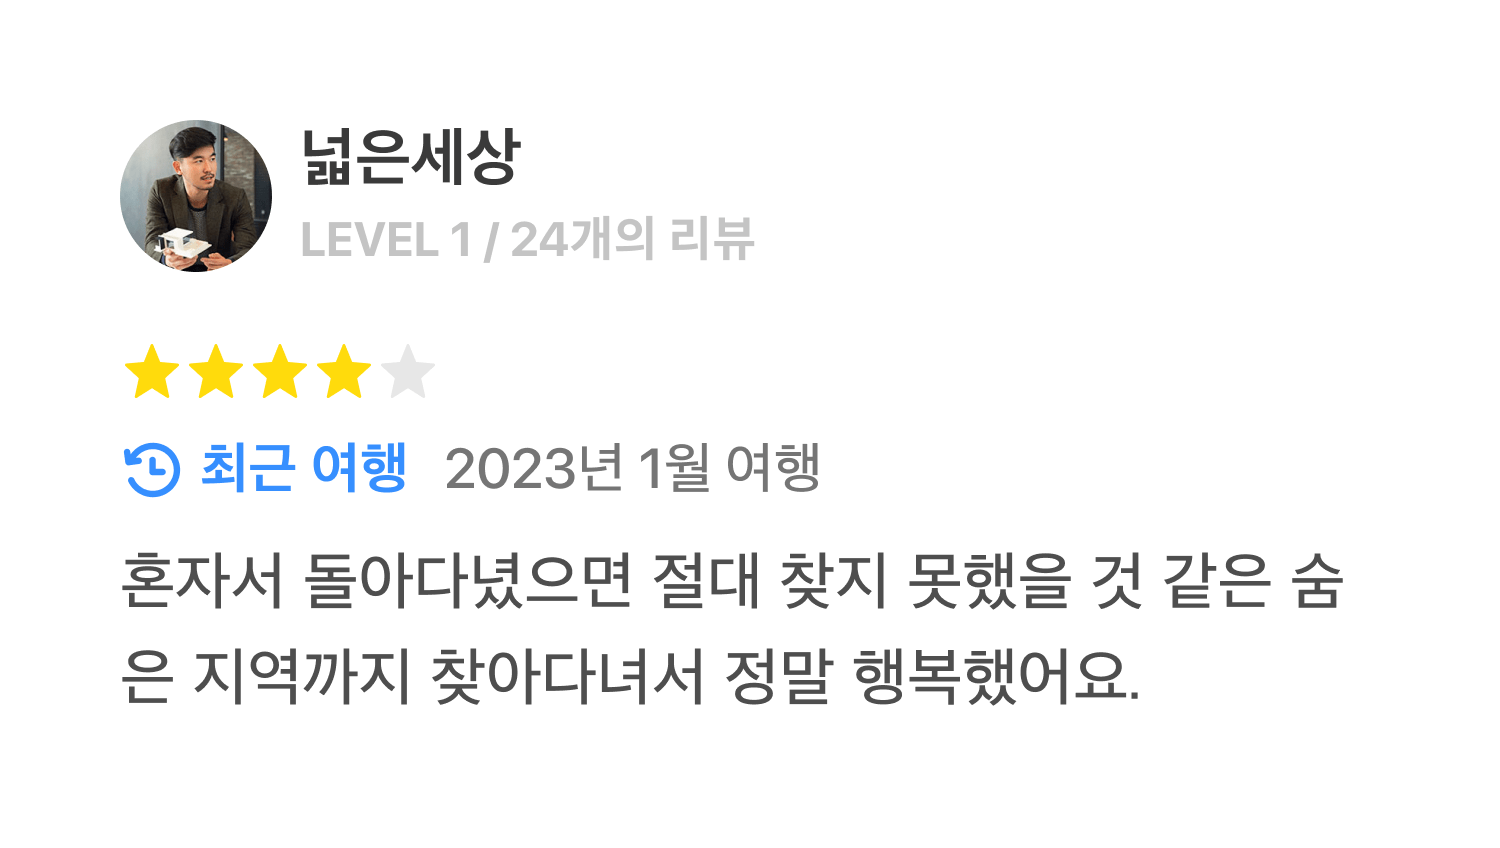 넓은세상
LEVEL 1 / 24개의 리뷰
최근 여행 2023년 1월 여행
혼자서 돌아다녔으면 절대 찾지 못했을 것 같은 숨
은 지역까지 찾아다녀서 정말 행복했어요.